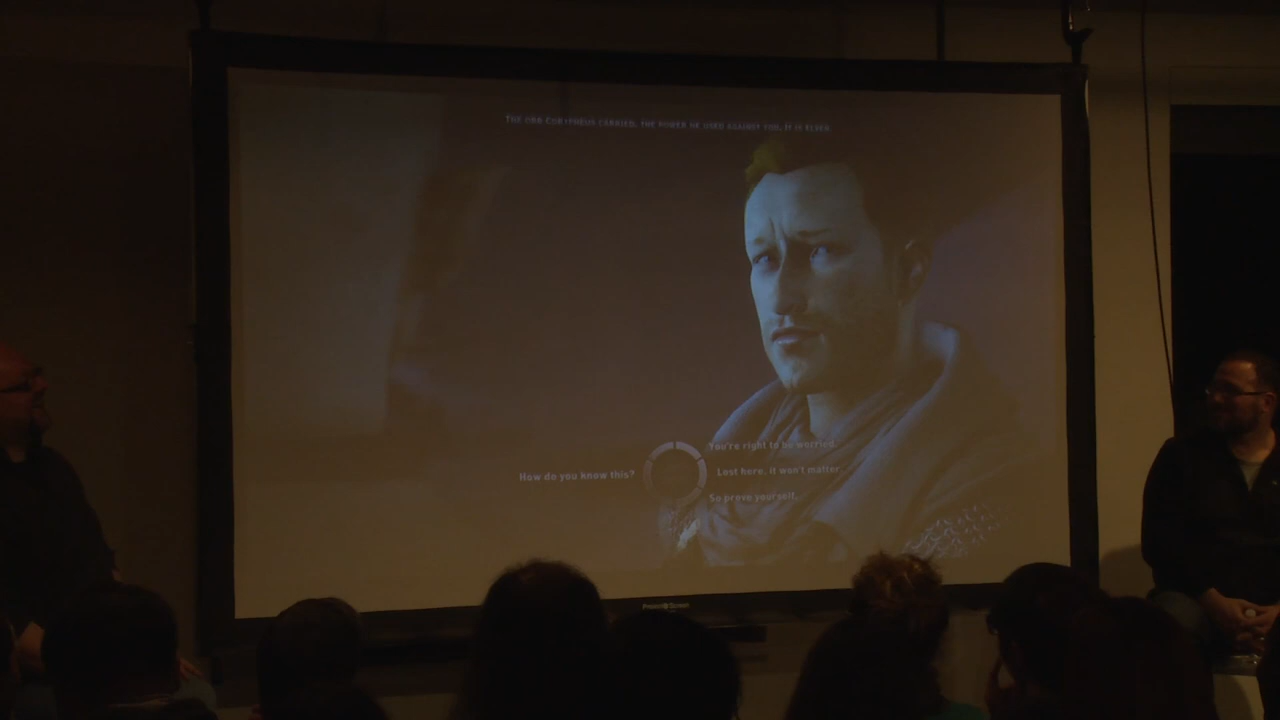 THE ORB CORYPHEUS CARRIED, THE POWER HE USED AGAINST YOU, IT IS ELVEN.
You're right to be worried.
How do you know this?
Lost here, it won't matter.
So prove yourself.